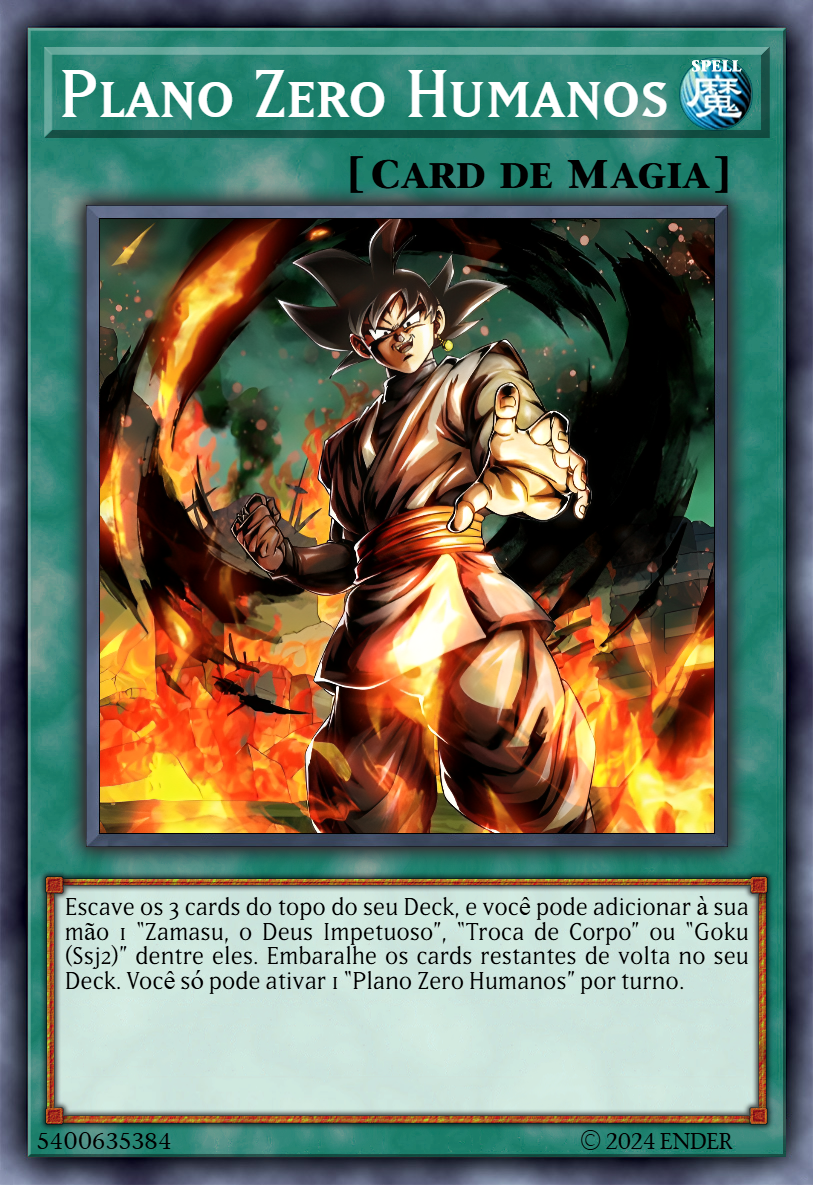 Plano Zero Humanos
SPELL
魔
[Card de Magia]
Escave os 3 cards do topo do seu Deck, e você pode adicionar à sua
mão 1 “Zamasu, o Deus Impetuoso”, “Troca de Corpo” ou “Goku
(Ssj2)” dentre eles. Embaralhe os cards restantes de volta no seu
Deck. Você só pode ativar 1 “Plano Zero Humanos” por turno.
5400635384
© 2024 ENDER